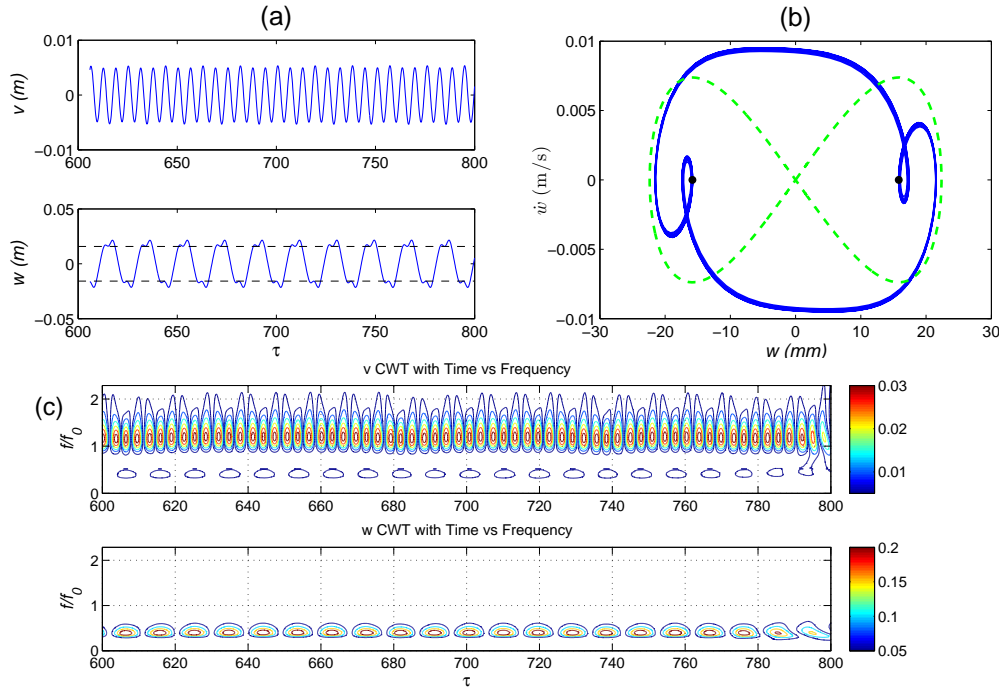 (a)
(b)
0.01
0
−0.01
v (m)
600 650 700 750 800
0.05
0
−0.05
w (m)
600 650 700 750 800
τ
0.01
0.005
0
−0.005
−0.01
ẇ (m/s)
−30 −20 −10 0 10 20 30
w (mm)
(c)
v CWT with Time vs Frequency
2
1
0
f/f0
600 620 640 660 680 700 720 740 760 780 800
0.03
0.02
0.01
w CWT with Time vs Frequency
2
1
0
f/f0
600 620 640 660 680 700 720 740 760 780 800
τ
0.2
0.15
0.1
0.05